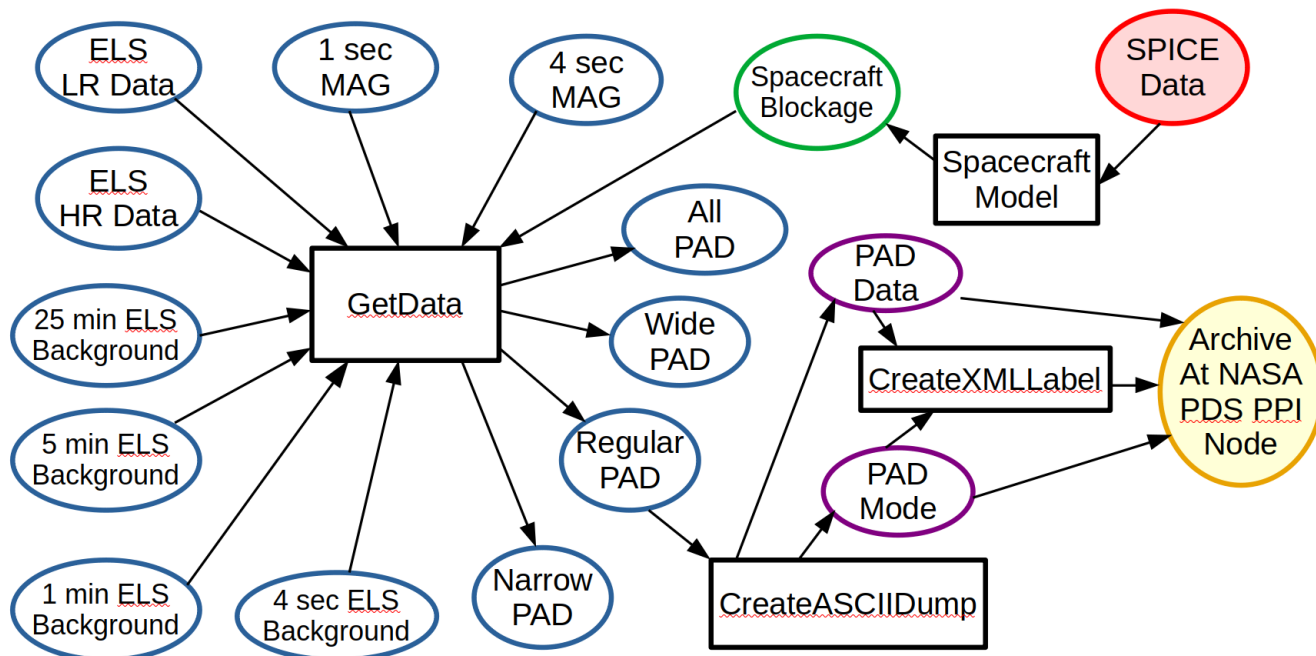 ELS
LR Data
1 sec
MAG
4 sec
MAG
Spacecraft
Blockage
SPICE
Data
ELS
HR Data
Spacecraft
Model
All
PAD
PAD
Data
GetData
25 min ELS
Background
Wide
PAD
Archive
At NASA
PDS PPI
Node
CreateXMLLabel
5 min ELS
Background
Regular
PAD
PAD
Mode
1 min ELS
Background
4 sec ELS
Background
Narrow
PAD
CreateASCIIDump